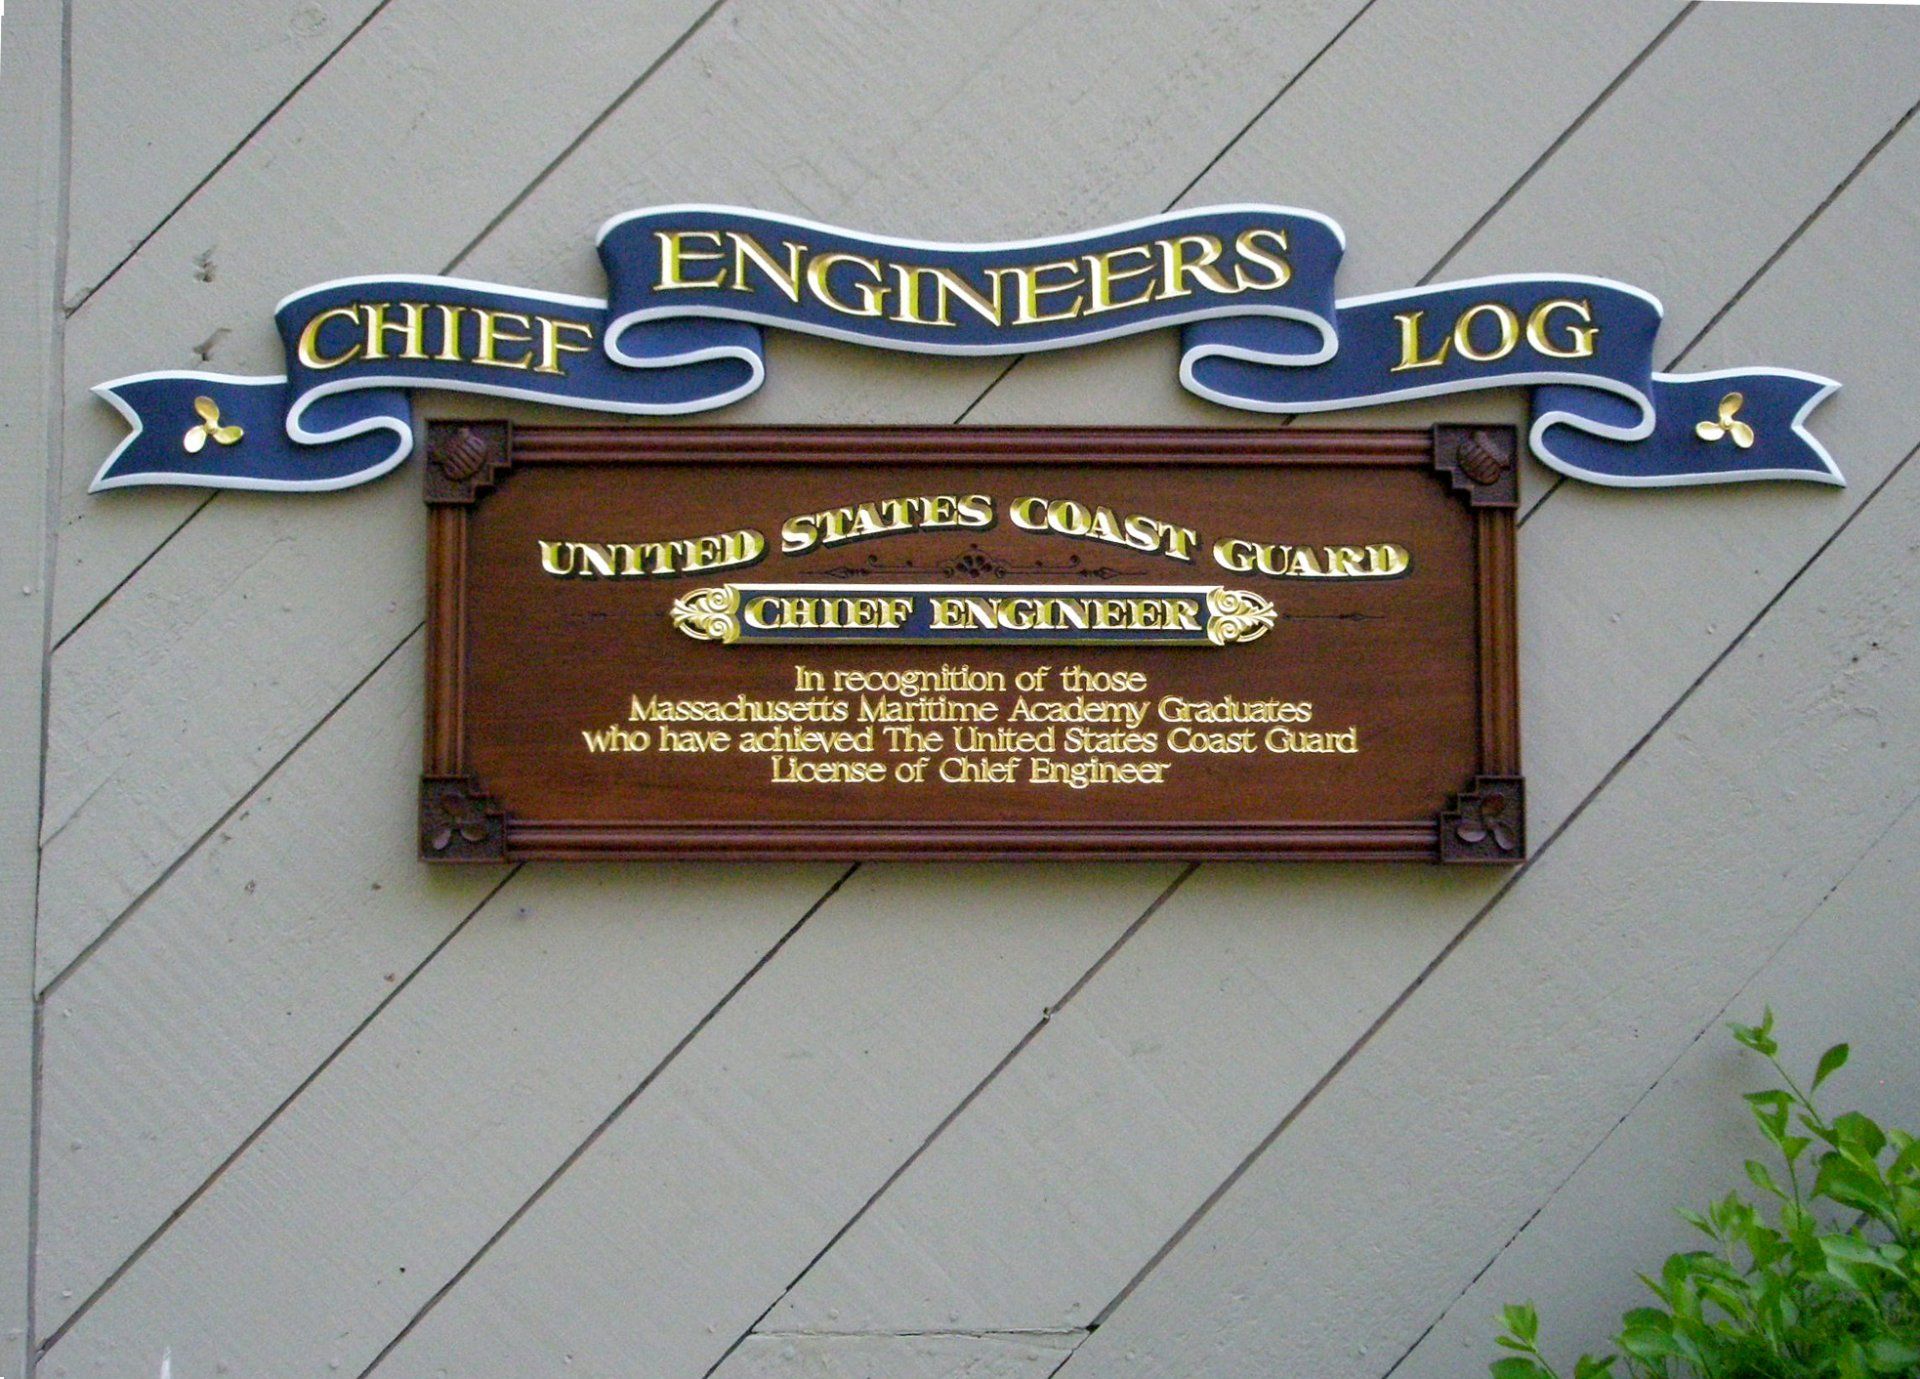 CHIEF ENGINEERS LOG
UNITED STATES COAST GUARD
CHIEF ENGINEER
In recognition of those
Massachusetts Maritime Academy Graduates
who have achieved The United States Coast Guard
License of Chief Engineer